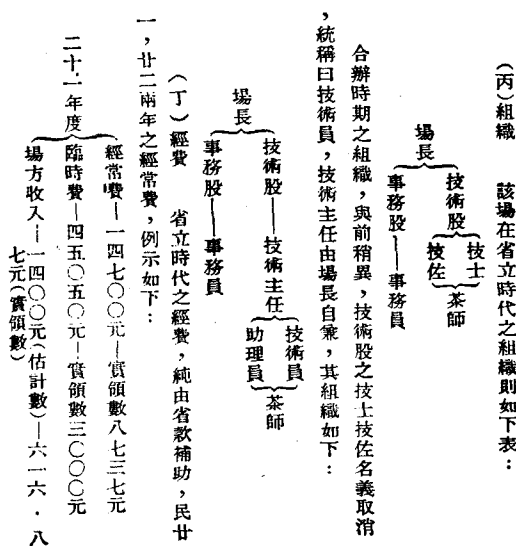 (丙)組織　該場在省立時代之組織則如下表：
場長
技術股
技士
技佐
茶師
事務股——事務員
合辦時期之組織，與前稍異，技術股之技士技佐名義取消
，統稱曰技術員，技術主任由場長自兼，其組織如下：
場長
技術股——技術主任
技術員
助理員
茶師
事務股——事務員
(丁)經費　省立時代之經費，純由省款補助，民廿
一，廿二兩年之經常費，例示如下：
二十一年度
經常費—一四七〇〇元—實領數八七三七元
臨時費—四五〇五〇元—實領數三〇〇〇元
場方收入—一四〇〇元(估計數)—六一六．八
七元(實領數)